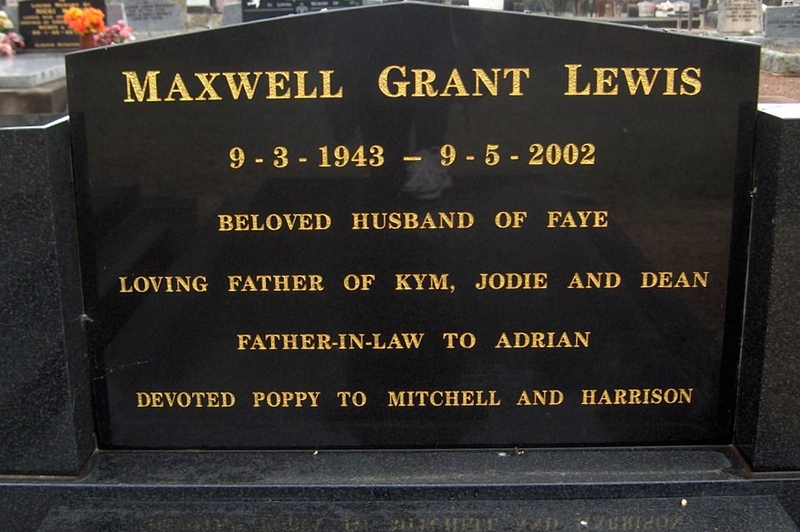 MAXWELL GRANT LEWIS
9-3-1943 – 9-5-2002
BELOVED HUSBAND OF FAYE
LOVING FATHER OF KYM, JODIE AND DEAN
FATHER-IN-LAW TO ADRIAN
DEVOTED POPPY TO MITCHELL AND HARRISON